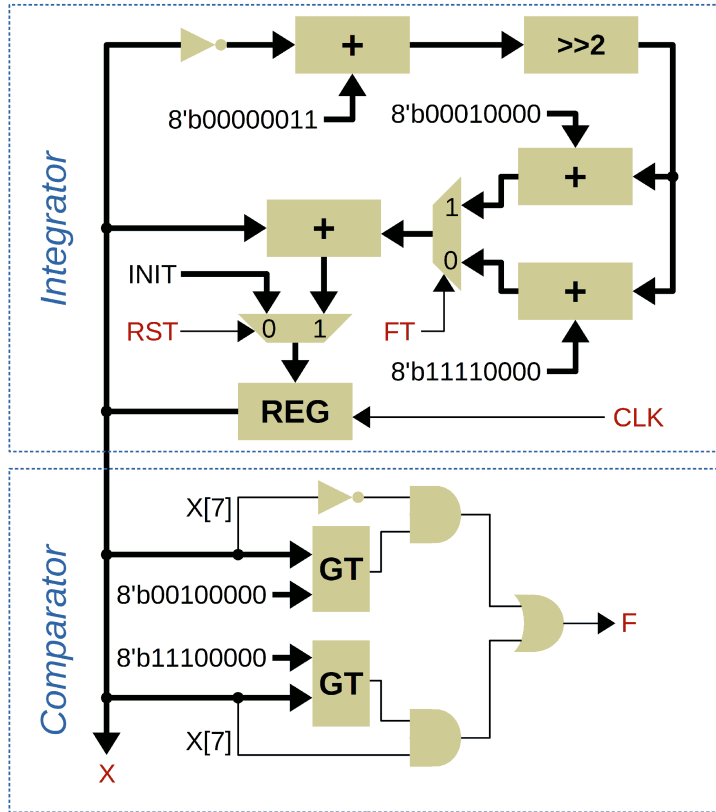 Integrator
+
>>2
8'b00000011
8'b00010000
+
1
+
0
INIT
+
RST
0
1
FT
8'b11110000
REG
CLK
Comparator
X[7]
GT
8'b00100000
F
8'b11100000
GT
X[7]
X